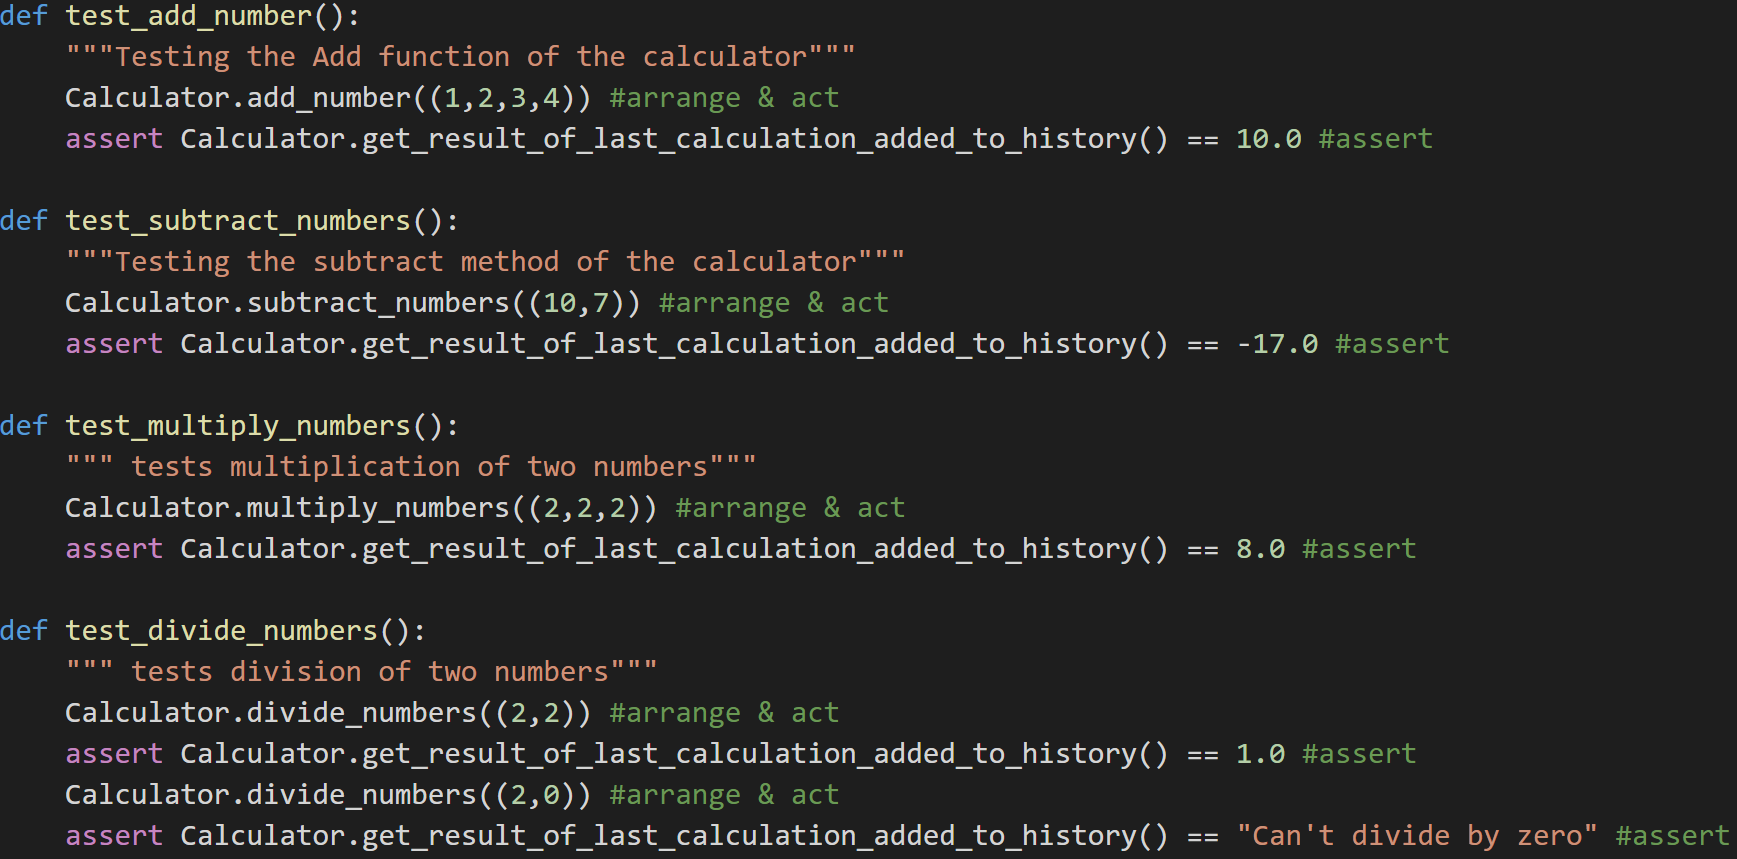 def test_add_number():
    """Testing the Add function of the calculator"""
    Calculator.add_number((1,2,3,4)) #arrange & act
    assert Calculator.get_result_of_last_calculation_added_to_history() == 10.0 #assert

def test_subtract_numbers():
    """Testing the subtract method of the calculator"""
    Calculator.subtract_numbers((10,7)) #arrange & act
    assert Calculator.get_result_of_last_calculation_added_to_history() == -17.0 #assert

def test_multiply_numbers():
    """ tests multiplication of two numbers"""
    Calculator.multiply_numbers((2,2,2)) #arrange & act
    assert Calculator.get_result_of_last_calculation_added_to_history() == 8.0 #assert

def test_divide_numbers():
    """ tests division of two numbers"""
    Calculator.divide_numbers((2,2)) #arrange & act
    assert Calculator.get_result_of_last_calculation_added_to_history() == 1.0 #assert
    Calculator.divide_numbers((2,0)) #arrange & act
    assert Calculator.get_result_of_last_calculation_added_to_history() == "Can't divide by zero" #assert